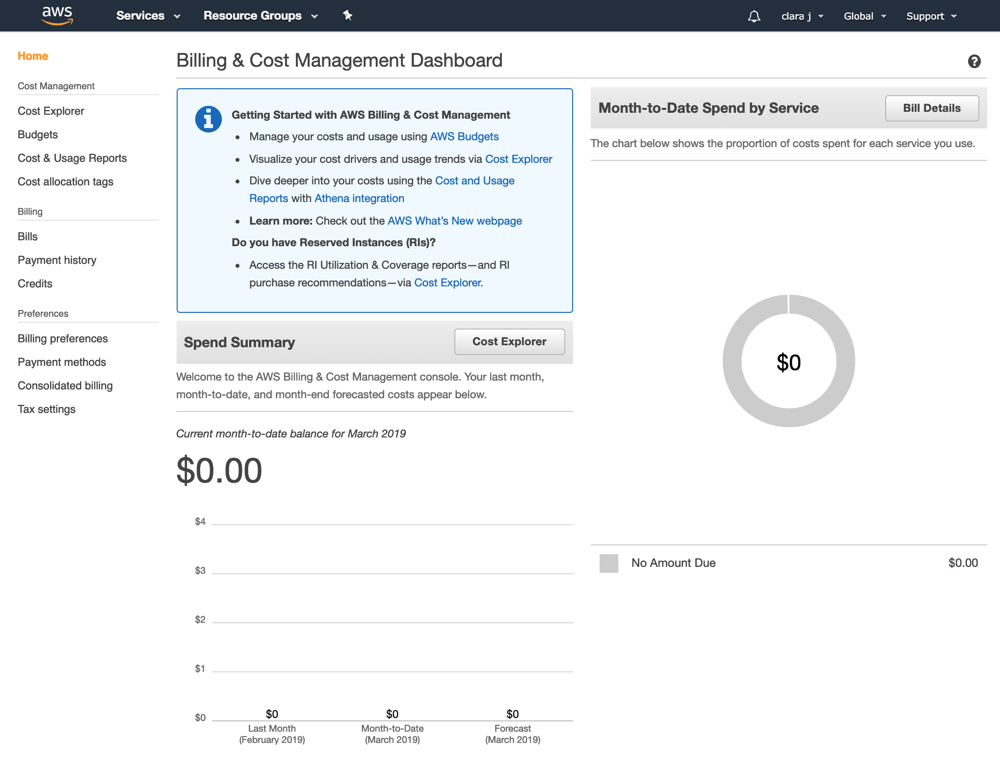 aws
Services
Resource Groups
clara j
Global
Support
Home
Cost Management
Cost Explorer
Budgets
Cost & Usage Reports
Cost allocation tags
Billing
Bills
Payment history
Credits
Preferences
Billing preferences
Payment methods
Consolidated billing
Tax settings
Billing & Cost Management Dashboard
?
Getting Started with AWS Billing & Cost Management
Manage your costs and usage using AWS Budgets
Visualize your cost drivers and usage trends via Cost Explorer
Dive deeper into your costs using the Cost and Usage
Reports with Athena integration
Learn more: Check out the AWS What’s New webpage
Do you have Reserved Instances (RIs)?
Access the RI Utilization & Coverage reports—and RI
purchase recommendations—via Cost Explorer.
Spend Summary
Cost Explorer
Welcome to the AWS Billing & Cost Management console. Your last month,
month-to-date, and month-end forecasted costs appear below.
Current month-to-date balance for March 2019
$0.00
$4
$3
$2
$1
$0
$0
$0
$0
Last Month
(February 2019)
Month-to-Date
(March 2019)
Forecast
(March 2019)
Month-to-Date Spend by Service
Bill Details
The chart below shows the proportion of costs spent for each service you use.
$0
No Amount Due
$0.00